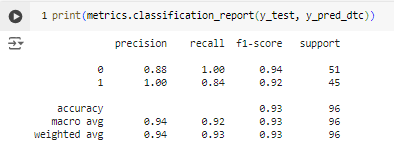 1 print(metrics.classification_report(y_test, y_pred_dtc))
precision recall f1-score support
0 0.88 1.00 0.94 51
1 1.00 0.84 0.92 45
accuracy 0.93 96
macro avg 0.94 0.92 0.93 96
weighted avg 0.94 0.93 0.93 96